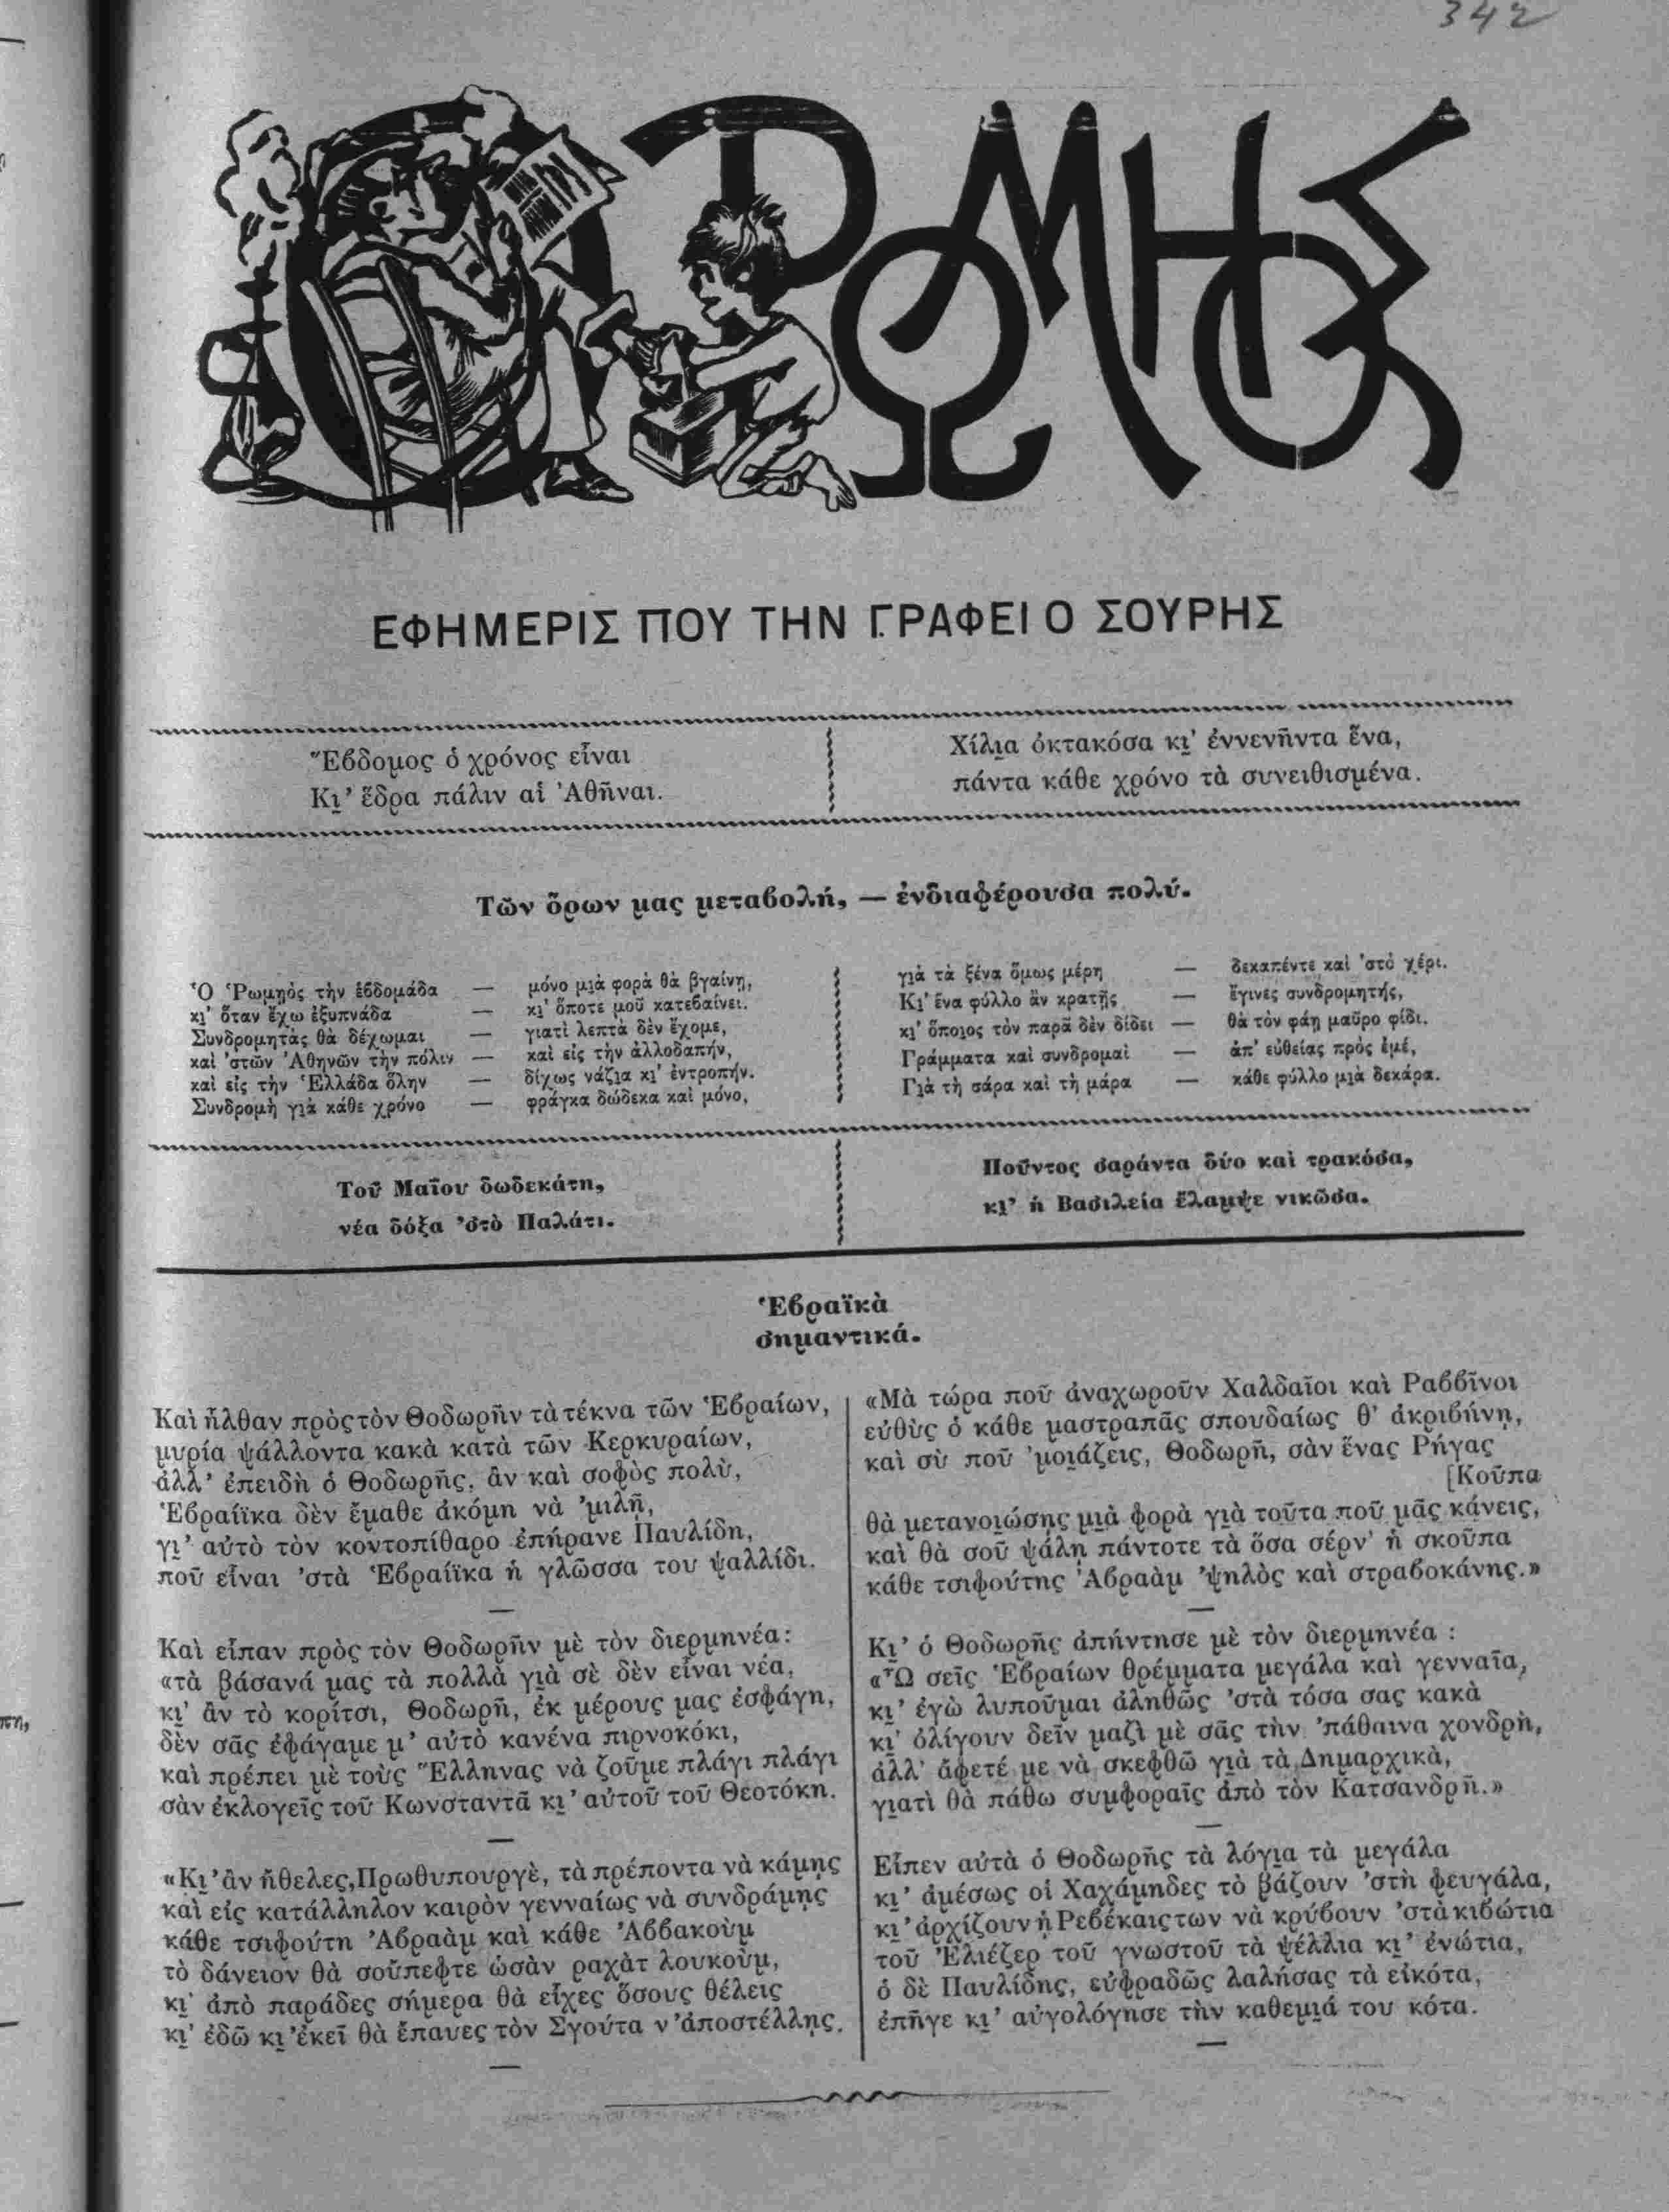 342
Ο ΡΩΜΗΟΣ
ΕΦΗΜΕΡΙΣ ΠΟΥ ΤΗΝ ΓΡΑΦΕΙ Ο ΣΟΥΡΗΣ
Ἕβδομος ὁ χρόνος εἶναι
Κι’ ἕδρα πάλιν αἱ Ἀθῆναι.
Χίλια ὀκτακόσα κι’ ἐννενῆντα ἕνα,
πάντα κάθε χρόνο τὰ συνειθισμένα.
Τῶν ὅρων μας μεταβολή, — ἐνδιαφέρουσα πολύ.
Ὁ Ῥωμηὸς τὴν ἑβδομάδα — μόνο μιὰ φορὰ θὰ βγαίνῃ,
κι’ ὅταν ἔχω ἐξυπνάδα — κι’ ὅποτε μοῦ κατεβαίνει.
Συνδρομητὰς θὰ δέχωμαι — γιατὶ λεπτὰ δὲν ἔχομε,
καὶ ’στῶν Ἀθηνῶν τὴν πόλιν — καὶ εἰς τὴν ἀλλοδαπήν,
καὶ εἰς τὴν Ἑλλάδα ὅλην — δίχως νάζια κι’ ἐντροπήν.
Συνδρομὴ γιὰ κάθε χρόνο — φράγκα δώδεκα καὶ μόνο,
γιὰ τὰ ξένα ὅμως μέρη — δεκαπέντε καὶ ’στὸ χέρι.
Κι’ ἕνα φύλλο ἂν κρατῇς — ἔγινες συνδρομητής,
κι’ ὅποιος τὸν παρᾶ δὲν δίδει — θὰ τὸν φάῃ μαῦρο φίδι.
Γράμματα καὶ συνδρομαὶ — ἀπ’ εὐθείας πρὸς ἐμέ,
Γιὰ τὴ σάρα καὶ τὴ μάρα — κάθε φύλλο μιὰ δεκάρα.
Τοῦ Μαΐου δωδεκάτη,
νέα δόξα ’στὸ Παλάτι.
Ποῦντος σαράντα δύο καὶ τρακόσα,
κι’ ἡ Βασιλεία ἔλαμψε νικῶσα.
Ἑβραϊκὰ
σημαντικά.
Καὶ ἦλθαν πρὸς τὸν Θοδωρῆν τὰ τέκνα τῶν Ἑβραίων,
μυρία ψάλλοντα κακὰ κατὰ τῶν Κερκυραίων,
ἀλλ’ ἐπειδὴ ὁ Θοδωρῆς, ἂν καὶ σοφὸς πολὺ,
Ἑβραίϊκα δὲν ἔμαθε ἀκόμη νὰ ’μιλῇ,
γι’ αὐτὸ τὸν κοντοπίθαρο ἐπήρανε Παυλίδη,
ποῦ εἶναι ’στὰ Ἑβραίϊκα ἡ γλῶσσα του ψαλλίδι.
—
Καὶ εἶπαν πρὸς τὸν Θοδωρῆν μὲ τὸν διερμηνέα:
«τὰ βάσανά μας τὰ πολλὰ γιὰ σὲ δὲν εἶναι νέα,
κι’ ἂν τὸ κορίτσι, Θοδωρῆ, ἐκ μέρους μας ἐσφάγη,
δὲν σᾶς ἐφάγαμε μ’ αὐτὸ κανένα πιρνοκόκι,
καὶ πρέπει μὲ τοὺς Ἕλληνας νὰ ζοῦμε πλάγι πλάγι
σὰν ἐκλογεῖς τοῦ Κωνσταντᾶ κι’ αὐτοῦ τοῦ Θεοτόκη.
—
«Κι’ ἂν ἤθελες, Πρωθυπουργὲ, τὰ πρέποντα νὰ κάμῃς
καὶ εἰς κατάλληλον καιρὸν γενναίως νὰ συνδράμῃς
κάθε τσιφούτη Ἀβραὰμ καὶ κάθε Ἀββακοὺμ
τὸ δάνειον θὰ σοὔπεφτε ὡσὰν ραχὰτ λουκοὺμ,
κι’ ἀπὸ παράδες σήμερα θὰ εἶχες ὅσους θέλεις
κι’ ἐδῶ κι’ ἐκεῖ θὰ ἔπαυες τὸν Σγούτα ν’ ἀποστέλλῃς.
—
«Μὰ τώρα ποῦ ἀναχωροῦν Χαλδαῖοι καὶ Ραββῖνοι
εὐθὺς ὁ κάθε μαστραπᾶς σπουδαίως θ’ ἀκριβήνῃ,
καὶ σὺ ποῦ ’μοιάζεις, Θοδωρῆ, σὰν ἕνας Ρήγας
[Κοῦπα
θὰ μετανοιώσῃς μιὰ φορὰ γιὰ τοῦτα ποῦ μᾶς κάνεις,
καὶ θὰ σοῦ ψάλῃ πάντοτε τὰ ὅσα σέρν’ ἡ σκοῦπα
κάθε τσιφούτης Ἀβραὰμ ’ψηλὸς καὶ στραβοκάνης.»
—
Κι’ ὁ Θοδωρῆς ἀπήντησε μὲ τὸν διερμηνέα :
«Ὦ σεῖς Ἑβραίων θρέμματα μεγάλα καὶ γενναῖα,
κι’ ἐγὼ λυποῦμαι ἀληθῶς ’στὰ τόσα σας κακὰ
κι’ ὀλίγουν δεῖν μαζὶ μὲ σᾶς τὴν ’πάθαινα χονδρὴ,
ἀλλ’ ἄφετέ με νὰ σκεφθῶ γιὰ τὰ Δημαρχικὰ,
γιατὶ θὰ πάθω συμφοραῖς ἀπὸ τὸν Κατσανδρῆ.»
—
Εἶπεν αὐτὰ ὁ Θοδωρῆς τὰ λόγια τὰ μεγάλα
κι’ ἀμέσως οἱ Χαχάμηδες τὸ βάζουν ’στὴ φευγάλα,
κι’ ἀρχίζουν ᾑ Ρεβέκαις των νὰ κρύβουν ’στὰ κιβώτια
τοῦ Ἐλιέζερ τοῦ γνωστοῦ τὰ ψέλλια κι’ ἐνώτια,
ὁ δὲ Παυλίδης, εὐφραδῶς λαλήσας τὰ εἰκότα,
ἐπῆγε κι’ αὐγολόγησε τὴν καθεμιά του κότα.
—